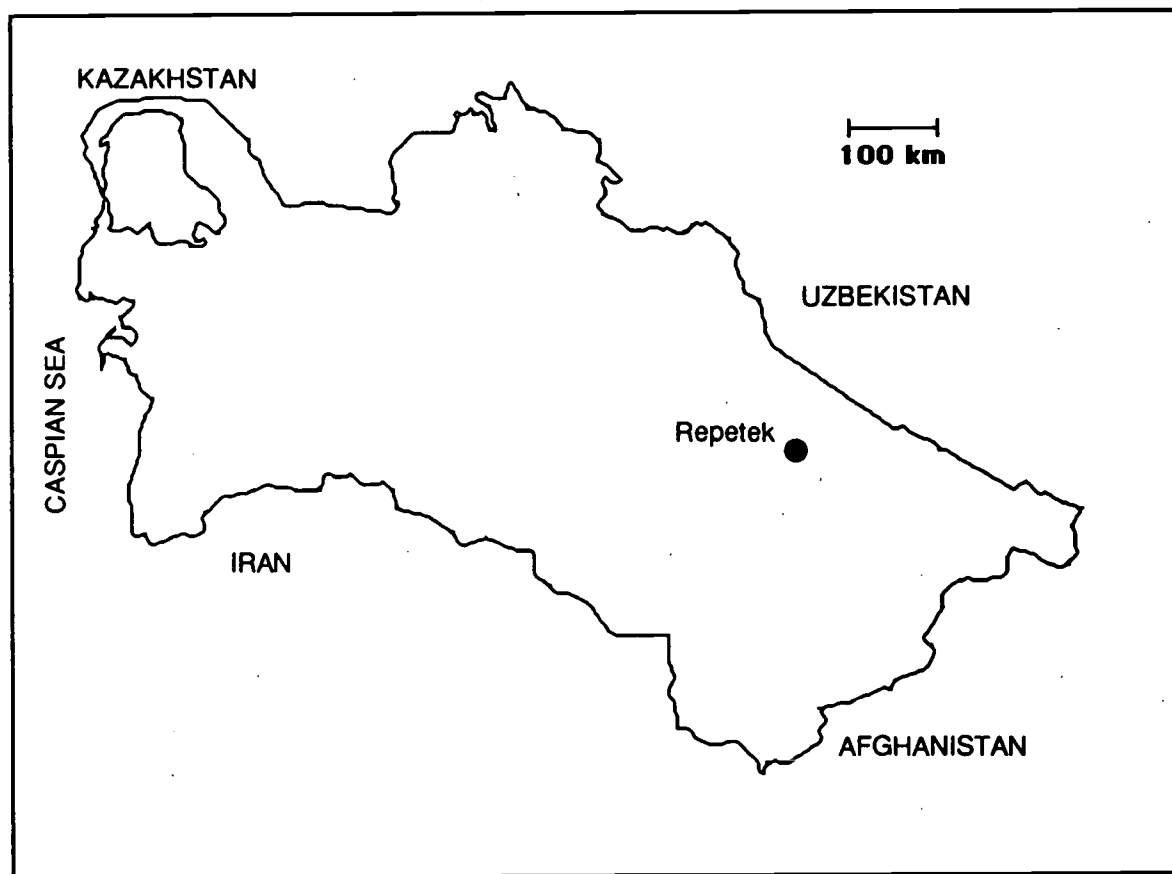 KAZAKHSTAN
100 km
UZBEKISTAN
CASPIAN SEA
Repetek
IRAN
AFGHANISTAN